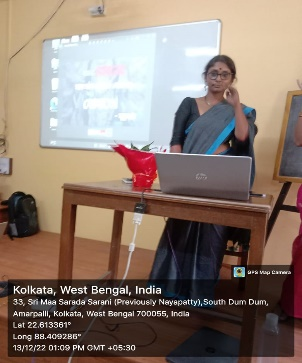 hp
GPS Map Camera
Kolkata, West Bengal, India
33, Sri Maa Sarada Sarani (Previously Nayapatty),South Dum Dum,
Amarpalli, Kolkata, West Bengal 700055, India
Lat 22.613361°
Long 88.409286°
13/12/22 01:09 PM GMT +05:30